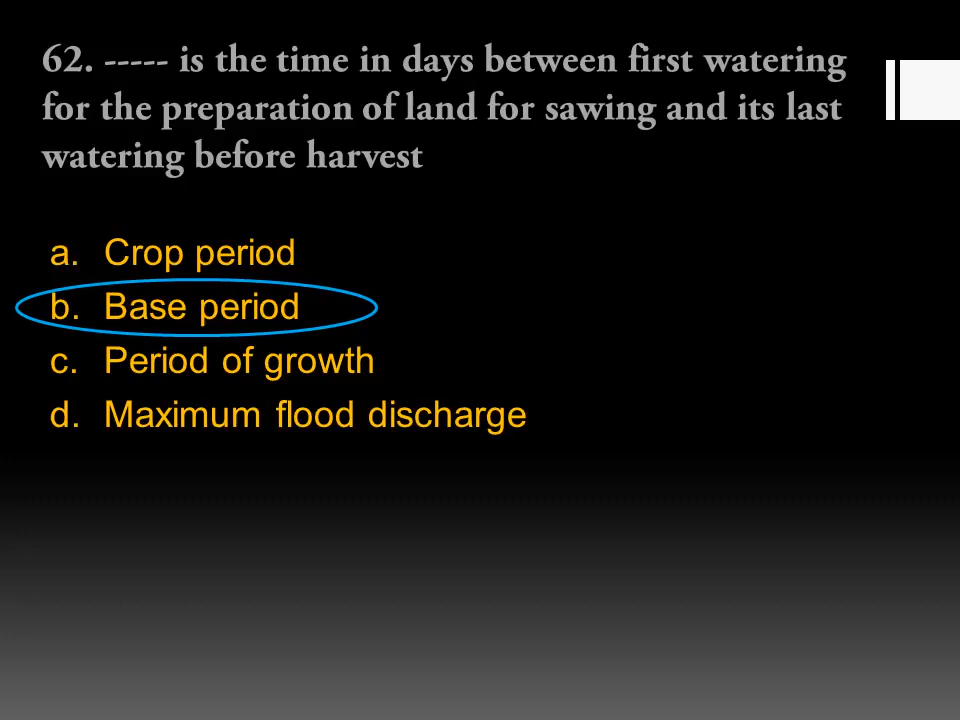 62. ----- is the time in days between first watering
for the preparation of land for sawing and its last
watering before harvest
a. Crop period
b. Base period
c. Period of growth
d. Maximum flood discharge